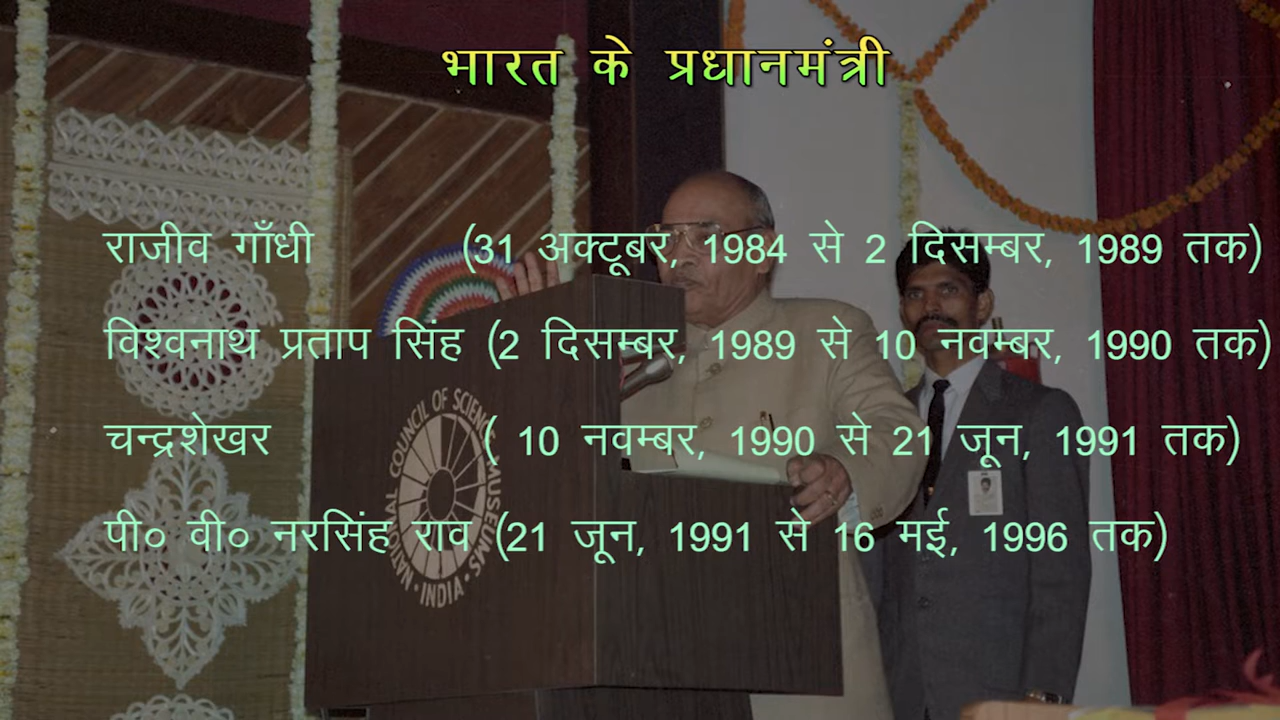 भारत के प्रधानमंत्री
राजीव गाँधी (31 अक्टूबर, 1984 से 2 दिसम्बर, 1989 तक)
विश्वनाथ प्रताप सिंह (2 दिसम्बर, 1989 से 10 नवम्बर, 1990 तक)
चन्द्रशेखर ( 10 नवम्बर, 1990 से 21 जून, 1991 तक)
पी० वी० नरसिंह राव (21 जून, 1991 से 16 मई, 1996 तक)
NATIONAL COUNCIL OF SCIENCE MUSEUMS • INDIA •